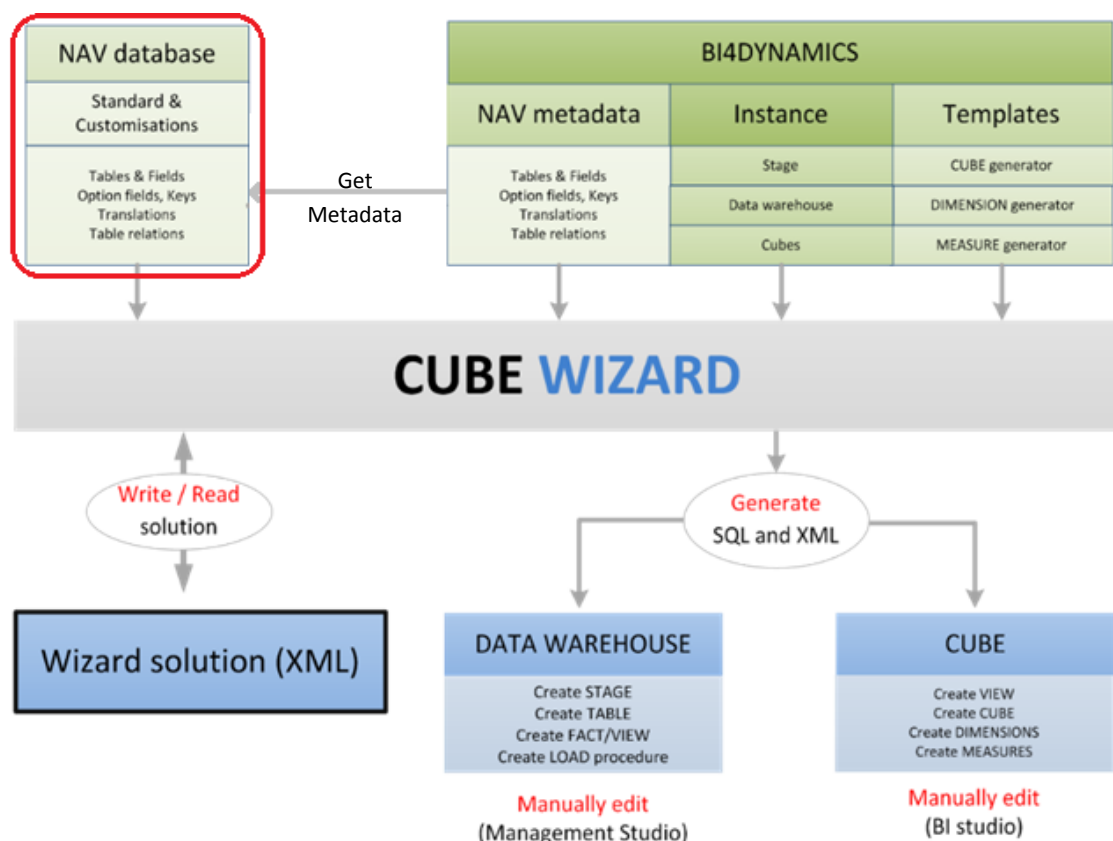 NAV database
Standard &
Customisations
Tables & Fields
Option fields, Keys
Translations
Table relations
Get
Metadata
BI4DYNAMICS
NAV metadata
Tables & Fields
Option fields, Keys
Translations
Table relations
Instance
Stage
Data warehouse
Cubes
Templates
CUBE generator
DIMENSION generator
MEASURE generator
CUBE WIZARD
Write / Read
solution
Wizard solution (XML)
Generate
SQL and XML
DATA WAREHOUSE
Create STAGE
Create TABLE
Create FACT/VIEW
Create LOAD procedure
Manually edit
(Management Studio)
CUBE
Create VIEW
Create CUBE
Create DIMENSIONS
Create MEASURES
Manually edit
(BI studio)